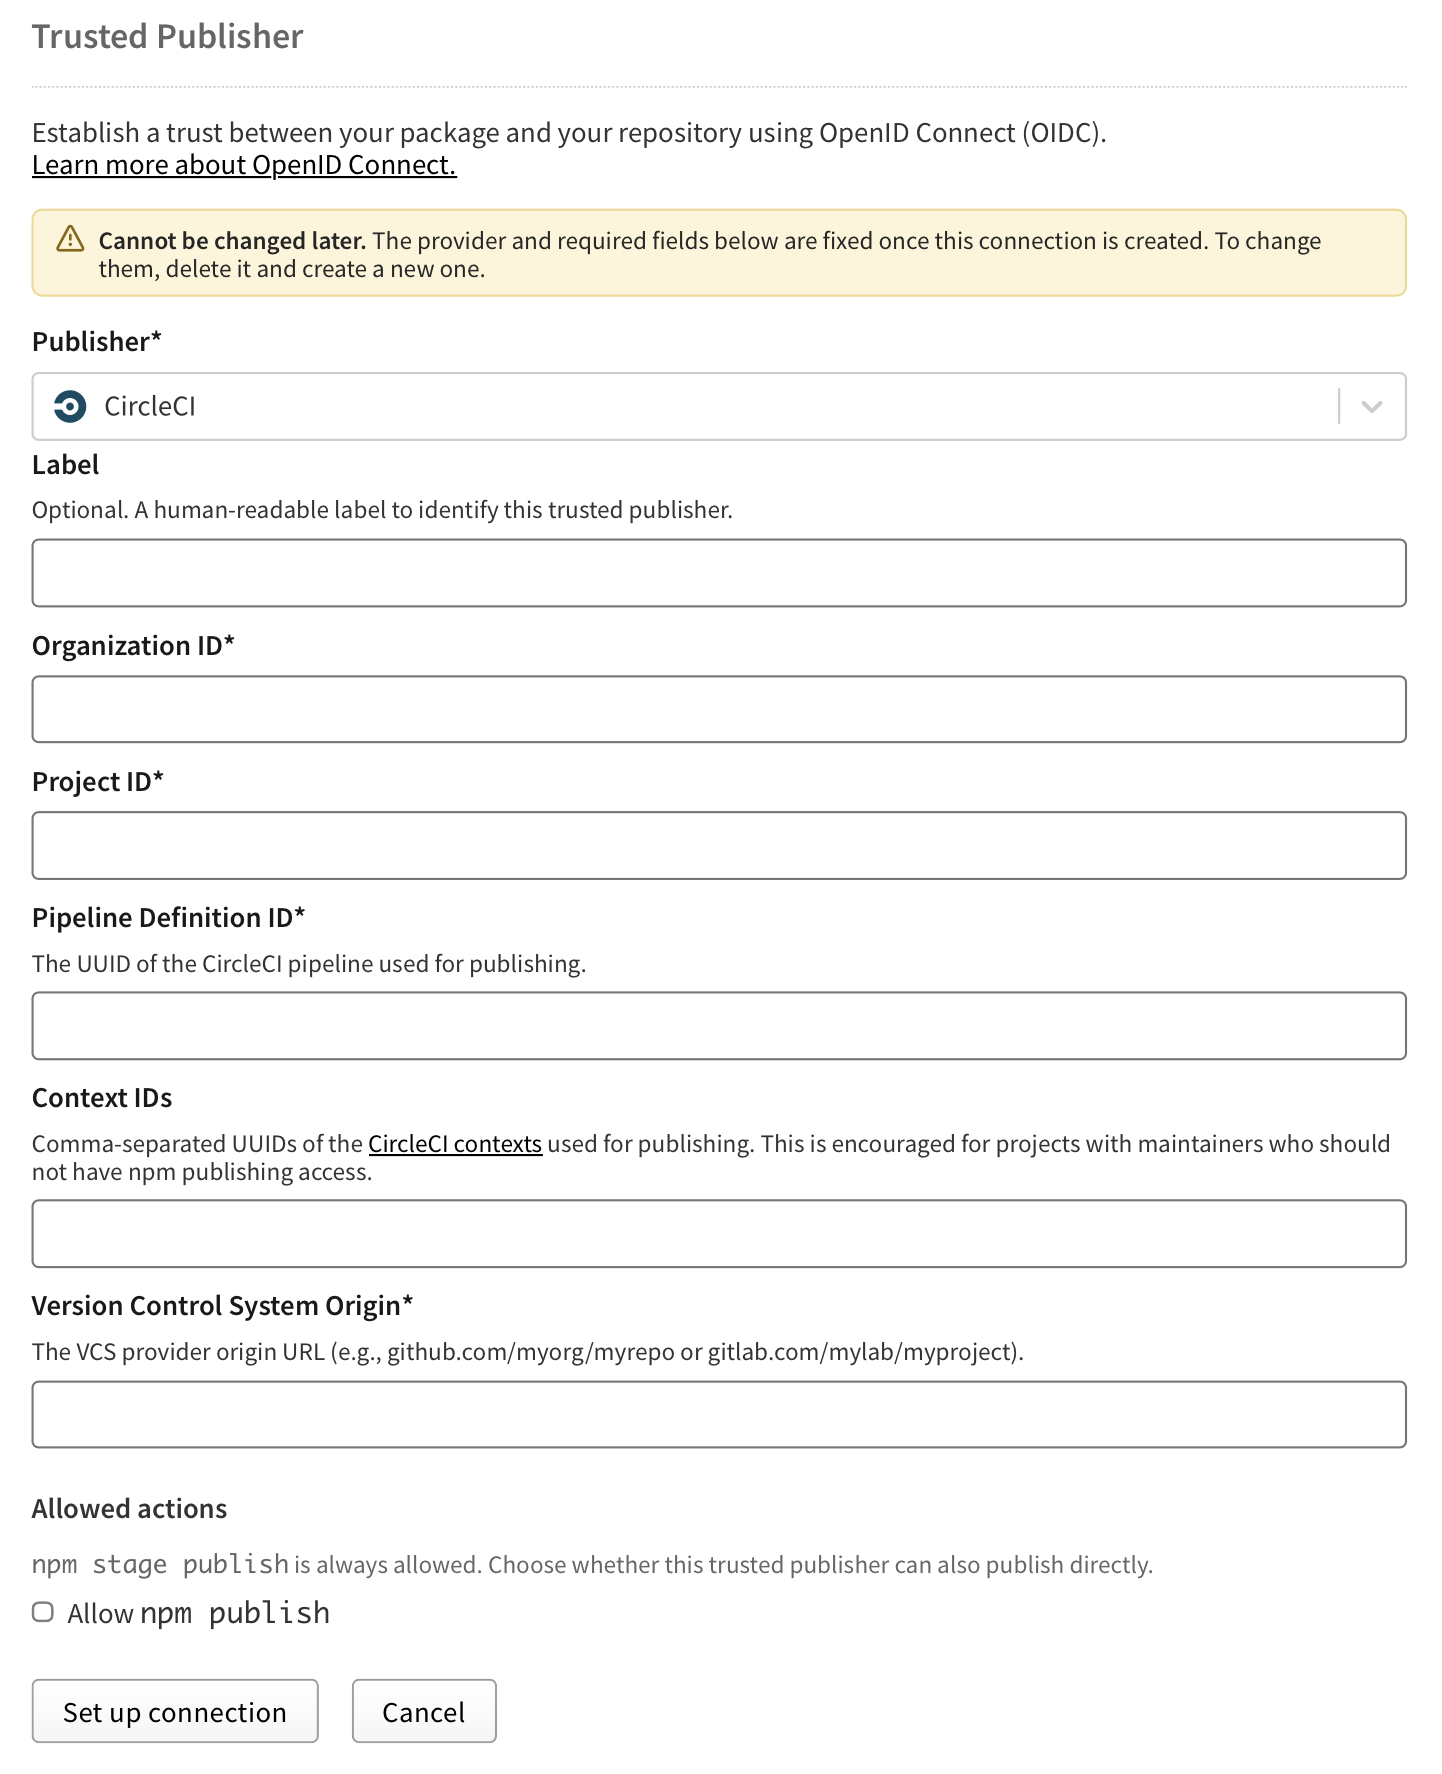 Trusted Publisher
Establish a trust between your package and your repository using OpenID Connect (OIDC).
Learn more about OpenID Connect.
Cannot be changed later. The provider and required fields below are fixed once this connection is created. To change
them, delete it and create a new one.
Publisher*
CircleCI
Label
Optional. A human-readable label to identify this trusted publisher.
Organization ID*
Project ID*
Pipeline Definition ID*
The UUID of the CircleCI pipeline used for publishing.
Context IDs
Comma-separated UUIDs of the CircleCI contexts used for publishing. This is encouraged for projects with maintainers who should
not have npm publishing access.
Version Control System Origin*
The VCS provider origin URL (e.g., github.com/myorg/myrepo or gitlab.com/mylab/myproject).
Allowed actions
npm stage publish is always allowed. Choose whether this trusted publisher can also publish directly.
Allow npm publish
Set up connection
Cancel